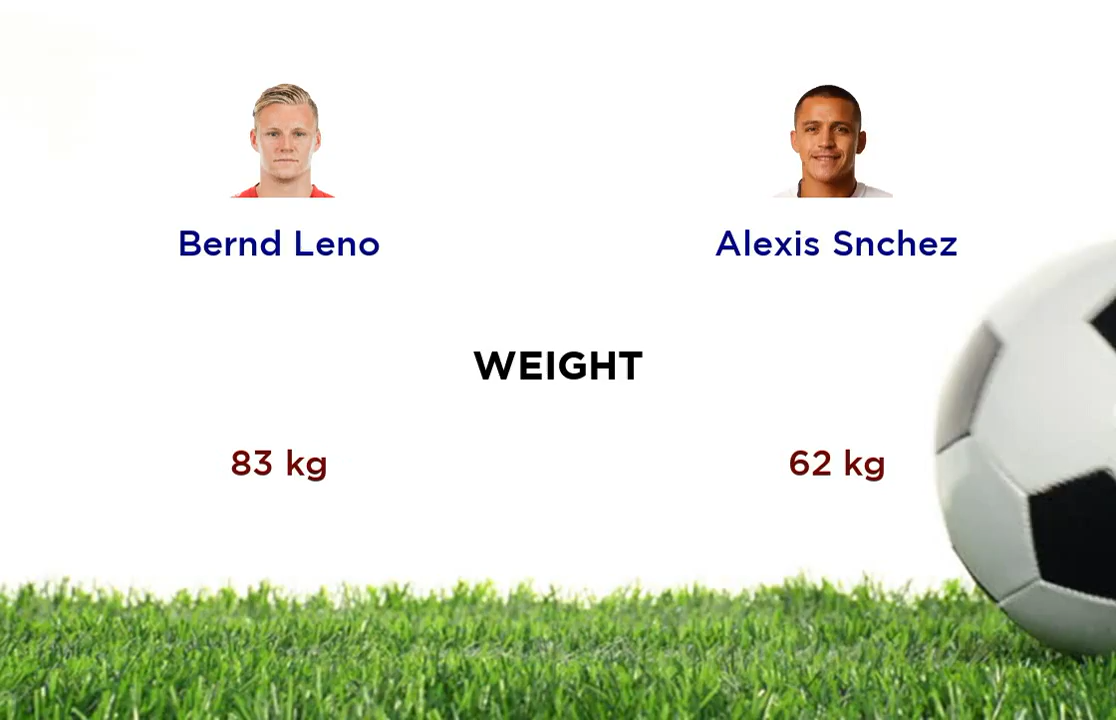 Bernd Leno
Alexis Snchez
WEIGHT
83 kg
62 kg